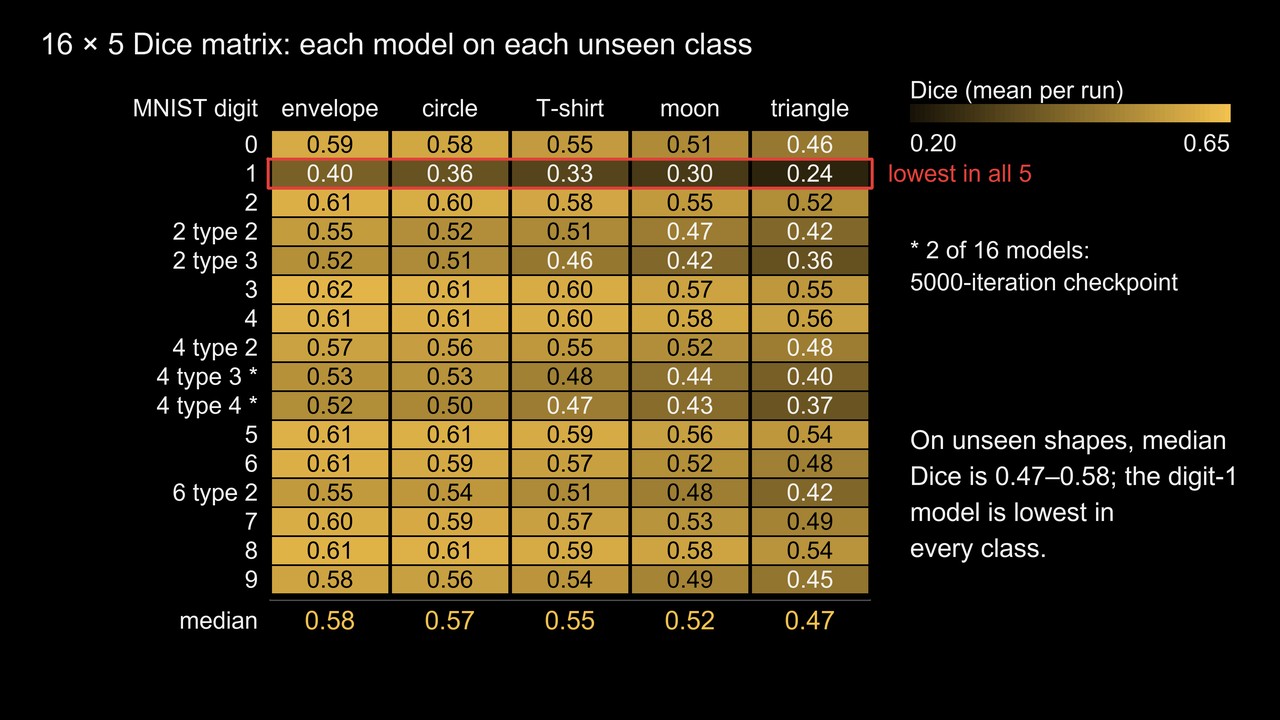 16 × 5 Dice matrix: each model on each unseen class
MNIST digit envelope circle T-shirt moon triangle
0 0.59 0.58 0.55 0.51 0.46
1 0.40 0.36 0.33 0.30 0.24
2 0.61 0.60 0.58 0.55 0.52
2 type 2 0.55 0.52 0.51 0.47 0.42
2 type 3 0.52 0.51 0.46 0.42 0.36
3 0.62 0.61 0.60 0.57 0.55
4 0.61 0.61 0.60 0.58 0.56
4 type 2 0.57 0.56 0.55 0.52 0.48
4 type 3 * 0.53 0.53 0.48 0.44 0.40
4 type 4 * 0.52 0.50 0.47 0.43 0.37
5 0.61 0.61 0.59 0.56 0.54
6 0.61 0.59 0.57 0.52 0.48
6 type 2 0.55 0.54 0.51 0.48 0.42
7 0.60 0.59 0.57 0.53 0.49
8 0.61 0.61 0.59 0.58 0.54
9 0.58 0.56 0.54 0.49 0.45
median 0.58 0.57 0.55 0.52 0.47
Dice (mean per run)
0.20 0.65
lowest in all 5
* 2 of 16 models:
5000-iteration checkpoint
On unseen shapes, median
Dice is 0.47–0.58; the digit-1
model is lowest in
every class.